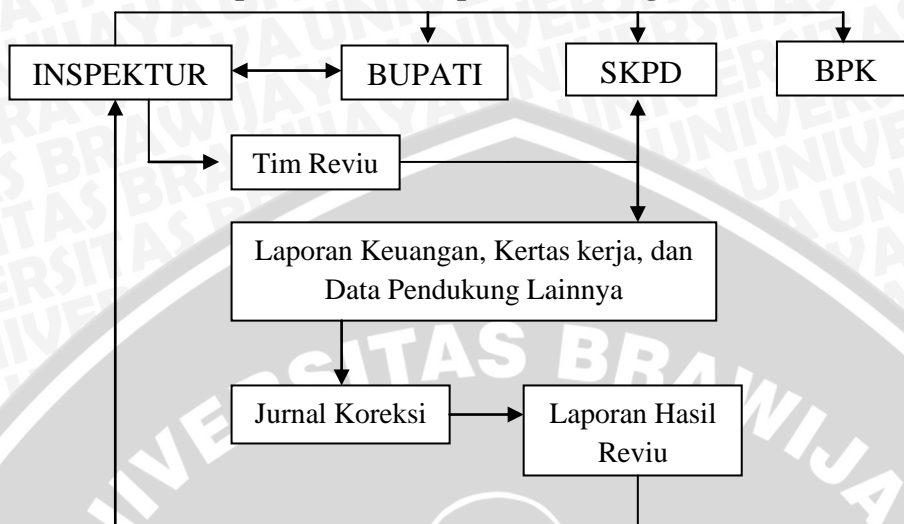 INSPEKTUR
BUPATI
SKPD
BPK
Tim Reviu
Laporan Keuangan, Kertas kerja, dan
Data Pendukung Lainnya
Jurnal Koreksi
Laporan Hasil
Reviu